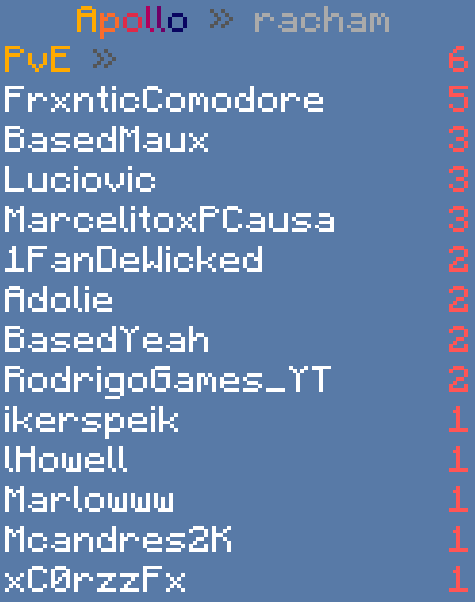 Apollo » racham
PvE » 6
FrxnticComodore 5
BasedMaux 3
Luciovic 3
MarcelitoxPCausa 3
1FanDeWicked 2
Adolie 2
BasedYeah 2
RodrigoGames_YT 2
ikerspeik 1
lHowell 1
Marlowww 1
Mcandres2K 1
xC0rzzFx 1